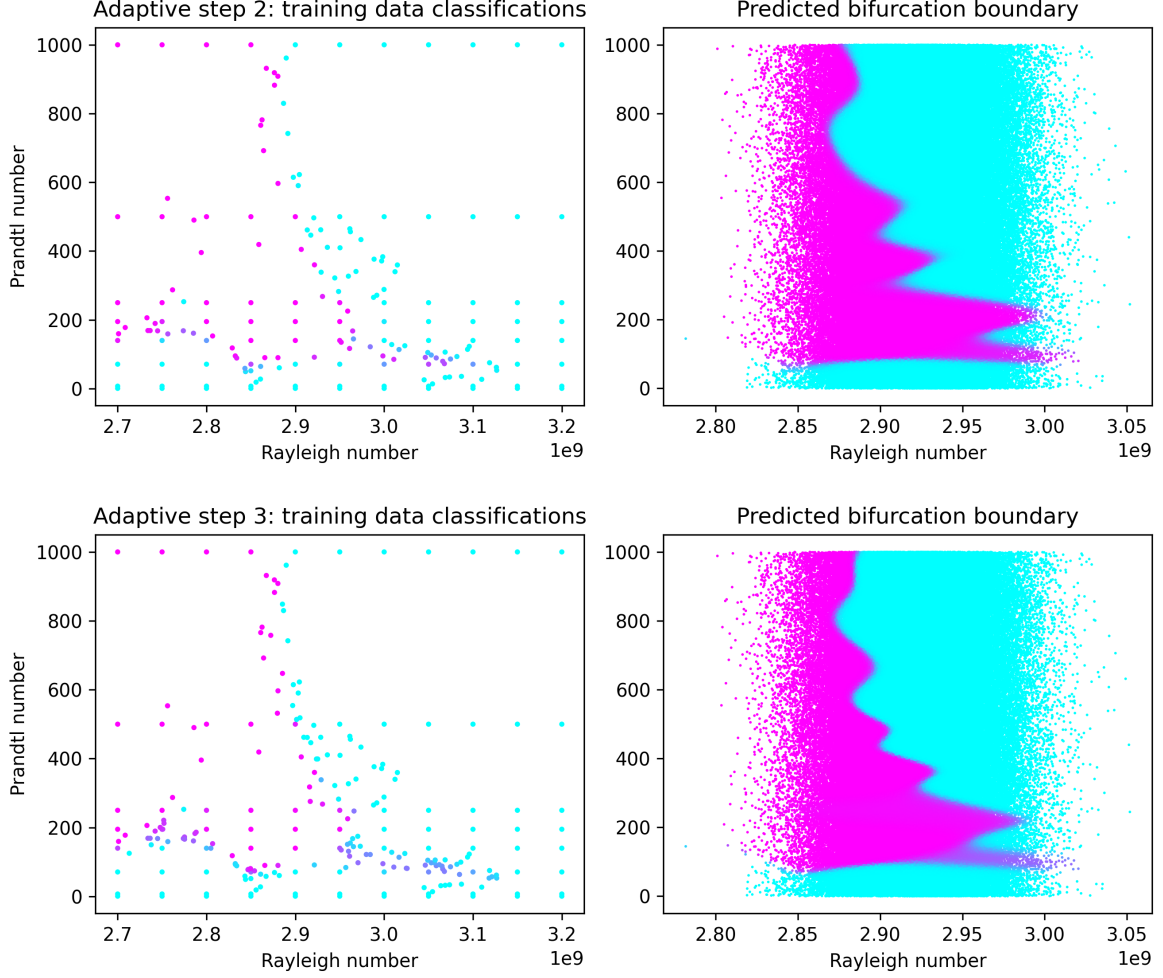 Adaptive step 2: training data classifications
Predicted bifurcation boundary
Prandtl number
1000
800
600
400
200
0
2.7 2.8 2.9 3.0 3.1 3.2
1e9
Rayleigh number
1000
800
600
400
200
0
2.80 2.85 2.90 2.95 3.00 3.05
1e9
Rayleigh number
Adaptive step 3: training data classifications
Predicted bifurcation boundary
Prandtl number
1000
800
600
400
200
0
2.7 2.8 2.9 3.0 3.1 3.2
1e9
Rayleigh number
1000
800
600
400
200
0
2.80 2.85 2.90 2.95 3.00 3.05
1e9
Rayleigh number